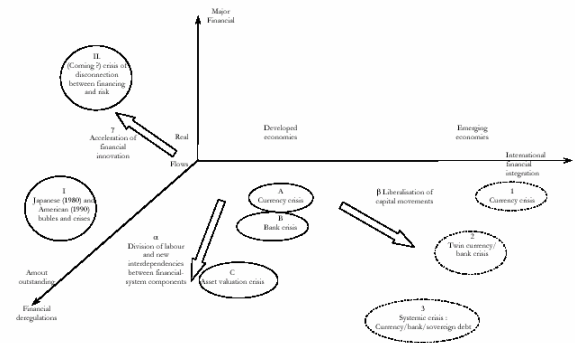 Major
Financial
II.
(Coming ?) crisis of
disconnection
between financing
and risk
γ
Acceleration of
financial
innovation
Real
Flows
Developed
economies
Emerging
economies
International
financial
integration
I
Japanese (1980) and
American (1990)
bubles and crises
A
Currency crisis
B
Bank crisis
C
Asset valuation crisis
α
Division of labour
and new
interdependencies
between financial-
system components
β Liberalisation of
capital movements
1
Currency crisis
2
Twin currency/
bank crisis
3
Systemic crisis :
Currency/bank/sovereign debt
Amout
outstanding
Financial
deregulations